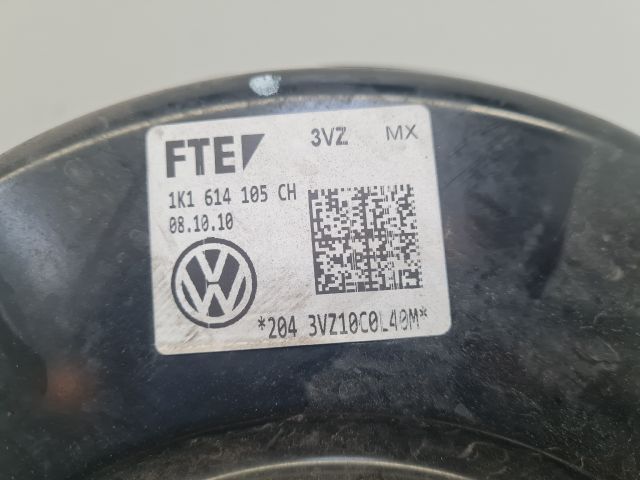 FTE 3VZ MX
1K1 614 105 CH
08.10.10
*204 3VZ10C0L40M*